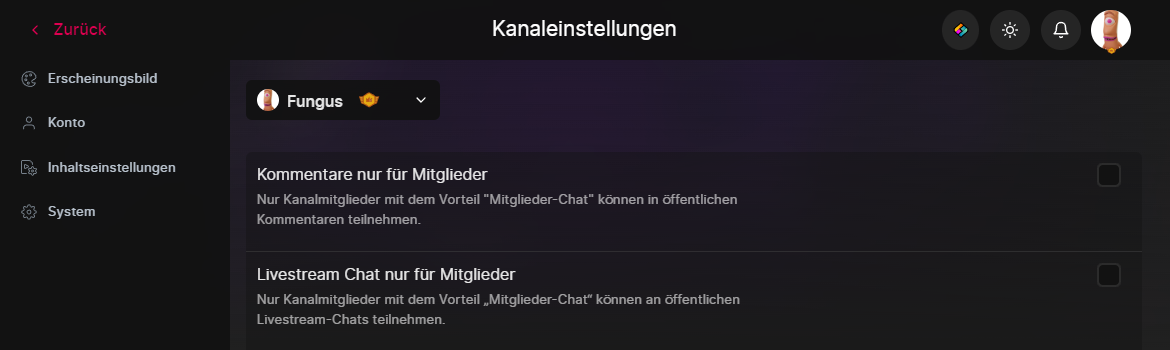 Zurück
Kanaleinstellungen
Erscheinungsbild
Konto
Inhaltseinstellungen
System
Fungus
Kommentare nur für Mitglieder
Nur Kanalmitglieder mit dem Vorteil "Mitglieder-Chat" können in öffentlichen
Kommentaren teilnehmen.
Livestream Chat nur für Mitglieder
Nur Kanalmitglieder mit dem Vorteil „Mitglieder-Chat“ können an öffentlichen
Livestream-Chats teilnehmen.